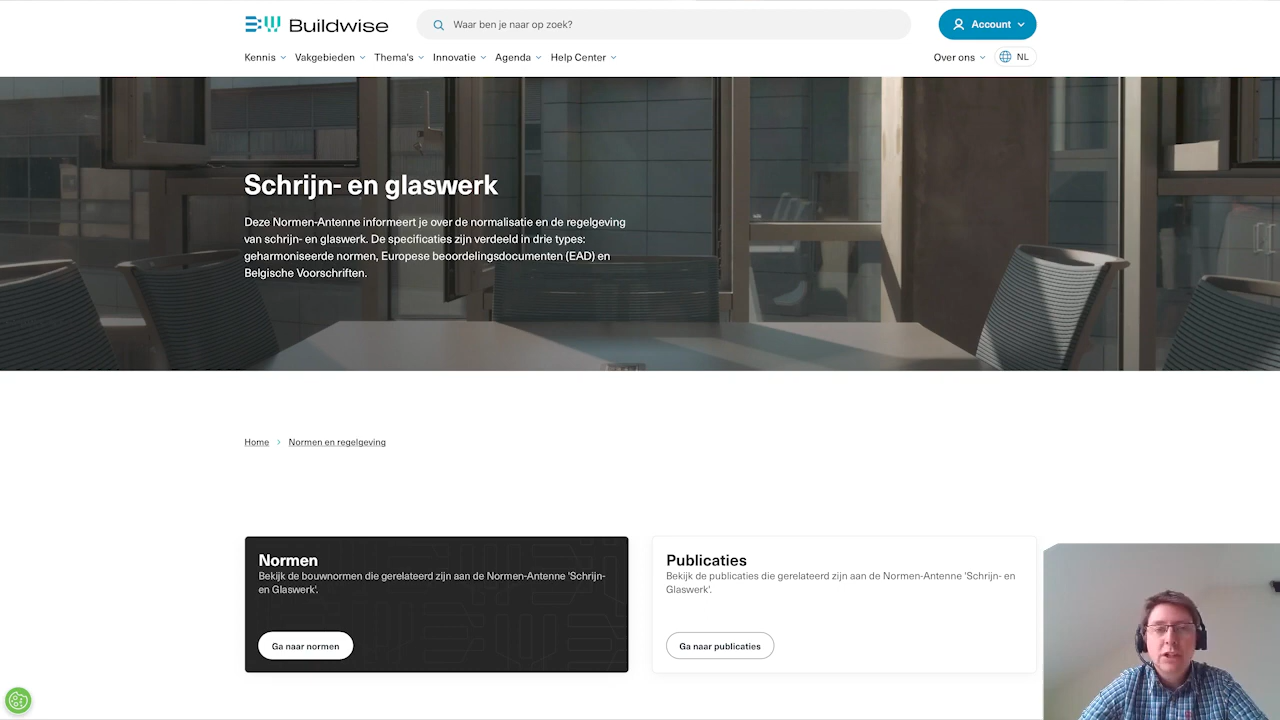 Buildwise
Waar ben je naar op zoek?
Account
Kennis
Vakgebieden
Thema's
Innovatie
Agenda
Help Center
Over ons
NL
Schrijn- en glaswerk
Deze Normen-Antenne informeert je over de normalisatie en de regelgeving
van schrijn- en glaswerk. De specificaties zijn verdeeld in drie types:
geharmoniseerde normen, Europese beoordelingsdocumenten (EAD) en
Belgische Voorschriften.
Home
Normen en regelgeving
Normen
Bekijk de bouwnormen die gerelateerd zijn aan de Normen-Antenne 'Schrijn-
en Glaswerk'.
Ga naar normen
Publicaties
Bekijk de publicaties die gerelateerd zijn aan de Normen-Antenne 'Schrijn- en
Glaswerk'.
Ga naar publicaties